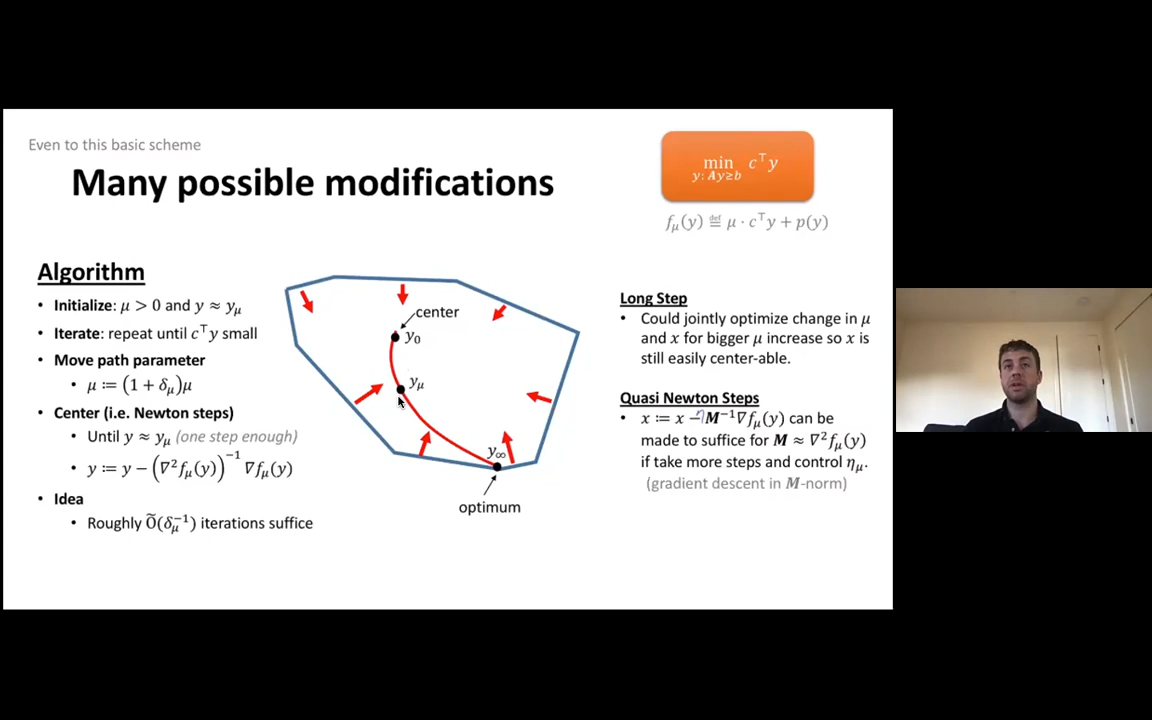 Even to this basic scheme
Many possible modifications
min c⊤y
y: Ay≥b
f_μ(y) ≝ μ · c⊤y + p(y)
Algorithm
• Initialize: μ > 0 and y ≈ y_μ
• Iterate: repeat until c⊤y small
• Move path parameter
• μ ≔ (1 + δ_μ)μ
• Center (i.e. Newton steps)
• Until y ≈ y_μ (one step enough)
• y ≔ y − (∇²f_μ(y))⁻¹ ∇f_μ(y)
• Idea
• Roughly Õ(δ_μ⁻¹) iterations suffice
center
y₀
y_μ
y_∞
optimum
Long Step
• Could jointly optimize change in μ
and x for bigger μ increase so x is
still easily center-able.
Quasi Newton Steps
• x ≔ x − M⁻¹∇f_μ(y) can be
made to suffice for M ≈ ∇²f_μ(y)
if take more steps and control η_μ.
(gradient descent in M-norm)